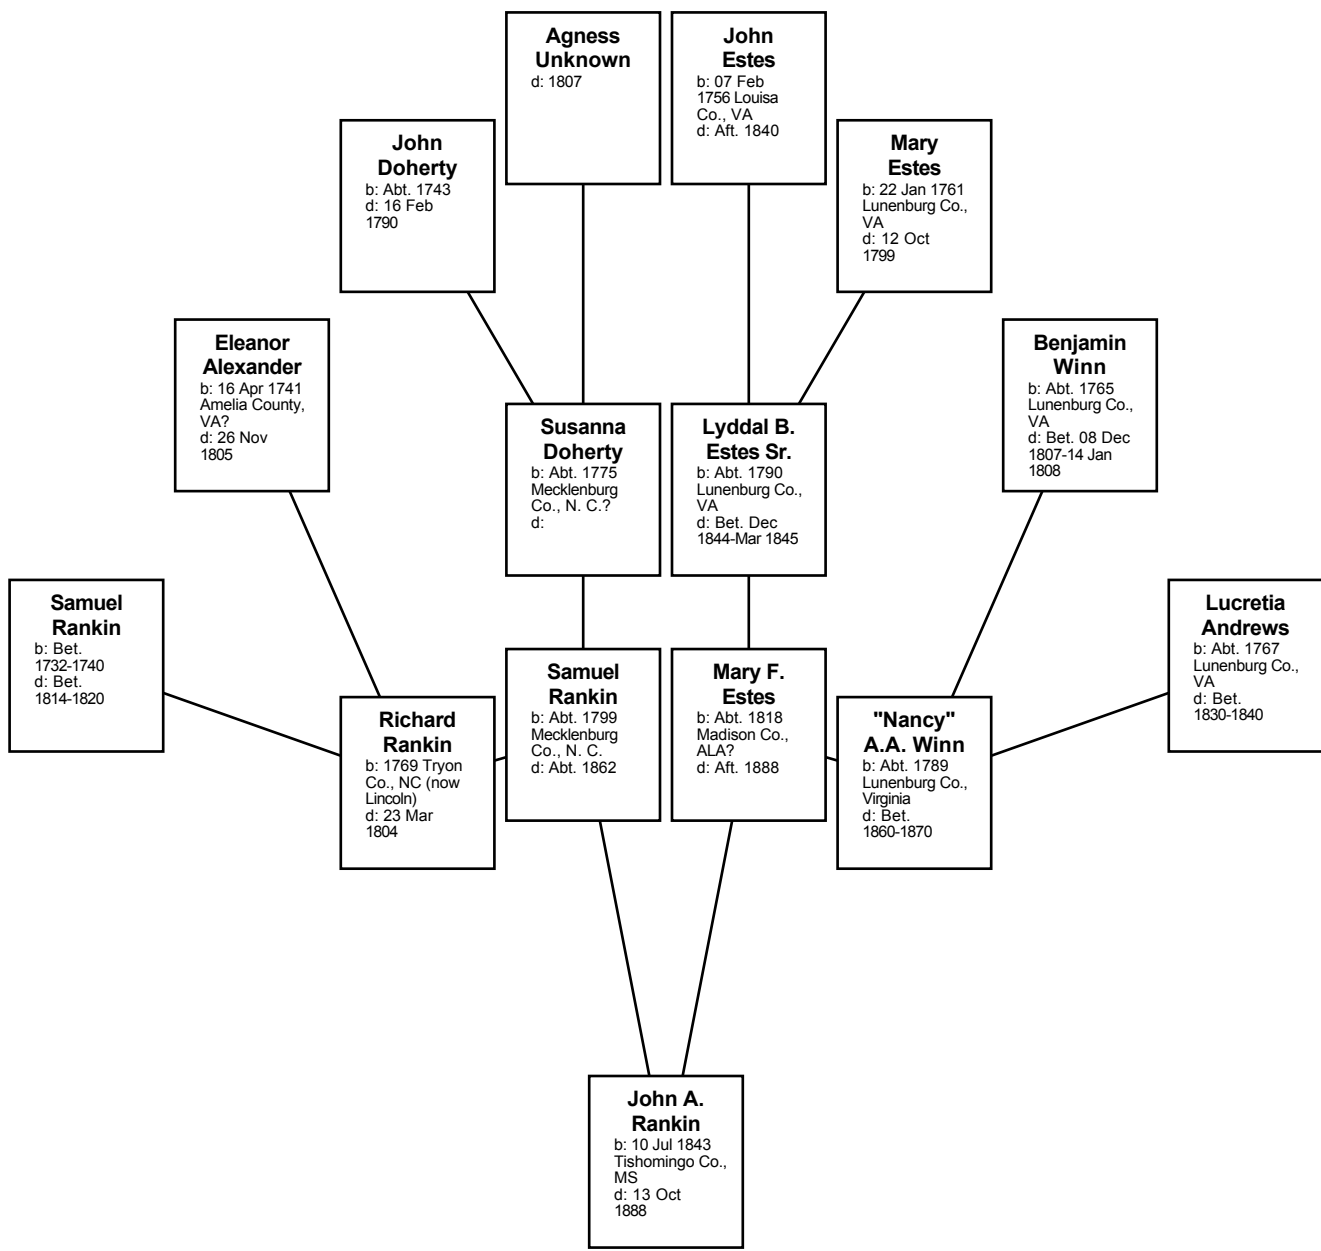 Agness
Unknown
d: 1807
John
Estes
b: 07 Feb
1756 Louisa
Co., VA
d: Aft. 1840
John
Doherty
b: Abt. 1743
d: 16 Feb
1790
Mary
Estes
b: 22 Jan 1761
Lunenburg Co.,
VA
d: 12 Oct
1799
Eleanor
Alexander
b: 16 Apr 1741
Amelia County,
VA?
d: 26 Nov
1805
Benjamin
Winn
b: Abt. 1765
Lunenburg Co.,
VA
d: Bet. 08 Dec
1807-14 Jan
1808
Susanna
Doherty
b: Abt. 1775
Mecklenburg
Co., N. C.?
d:
Lyddal B.
Estes Sr.
b: Abt. 1790
Lunenburg Co.,
VA
d: Bet. Dec
1844-Mar 1845
Samuel
Rankin
b: Bet.
1732-1740
d: Bet.
1814-1820
Lucretia
Andrews
b: Abt. 1767
Lunenburg Co.,
VA
d: Bet.
1830-1840
Samuel
Rankin
b: Abt. 1799
Mecklenburg
Co., N. C.
d: Abt. 1862
Mary F.
Estes
b: Abt. 1818
Madison Co.,
ALA?
d: Aft. 1888
Richard
Rankin
b: 1769 Tryon
Co., NC (now
Lincoln)
d: 23 Mar
1804
"Nancy"
A.A. Winn
b: Abt. 1789
Lunenburg Co.,
Virginia
d: Bet.
1860-1870
John A.
Rankin
b: 10 Jul 1843
Tishomingo Co.,
MS
d: 13 Oct
1888